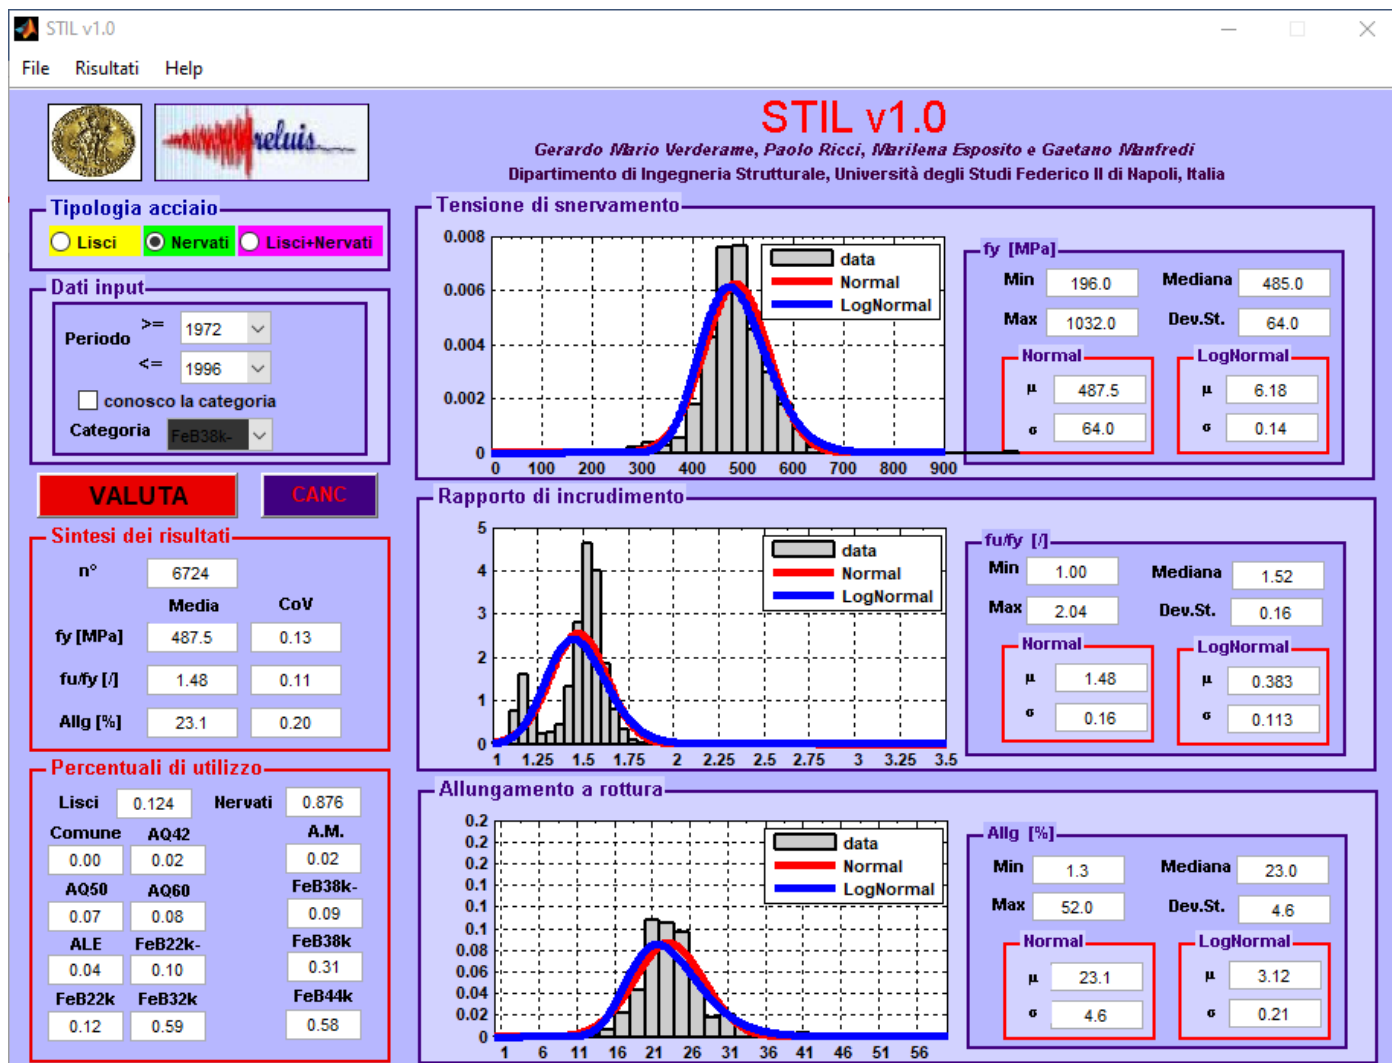 STIL v1.0
File Risultati Help
reluis
STIL v1.0
Gerardo Mario Verderame, Paolo Ricci, Marilena Esposito e Gaetano Manfredi
Dipartimento di Ingegneria Strutturale, Università degli Studi Federico II di Napoli, Italia
Tipologia acciaio
Lisci Nervati Lisci+Nervati
Dati input
Periodo >= 1972
<= 1996
conosco la categoria
Categoria FeB38k-
VALUTA CANC
Sintesi dei risultati
n° 6724
Media CoV
fy [MPa] 487.5 0.13
fu/fy [/] 1.48 0.11
Allg [%] 23.1 0.20
Percentuali di utilizzo
Lisci 0.124 Nervati 0.876
Comune AQ42 A.M.
0.00 0.02 0.02
AQ50 AQ60 FeB38k-
0.07 0.08 0.09
ALE FeB22k- FeB38k
0.04 0.10 0.31
FeB22k FeB32k FeB44k
0.12 0.59 0.58
Tensione di snervamento
0.008
0.006
0.004
0.002
0
0 100 200 300 400 500 600 700 800 900
data
Normal
LogNormal
fy [MPa]
Min 196.0 Mediana 485.0
Max 1032.0 Dev.St. 64.0
Normal LogNormal
μ 487.5 μ 6.18
σ 64.0 σ 0.14
Rapporto di incrudimento
5
4
3
2
1
0
1 1.25 1.5 1.75 2 2.25 2.5 2.75 3 3.25 3.5
data
Normal
LogNormal
fu/fy [/]
Min 1.00 Mediana 1.52
Max 2.04 Dev.St. 0.16
Normal LogNormal
μ 1.48 μ 0.383
σ 0.16 σ 0.113
Allungamento a rottura
0.2
0.2
0.2
0.1
0.1
0.1
0.08
0.06
0.04
0.02
0
1 6 11 16 21 26 31 36 41 46 51 56
data
Normal
LogNormal
Allg [%]
Min 1.3 Mediana 23.0
Max 52.0 Dev.St. 4.6
Normal LogNormal
μ 23.1 μ 3.12
σ 4.6 σ 0.21